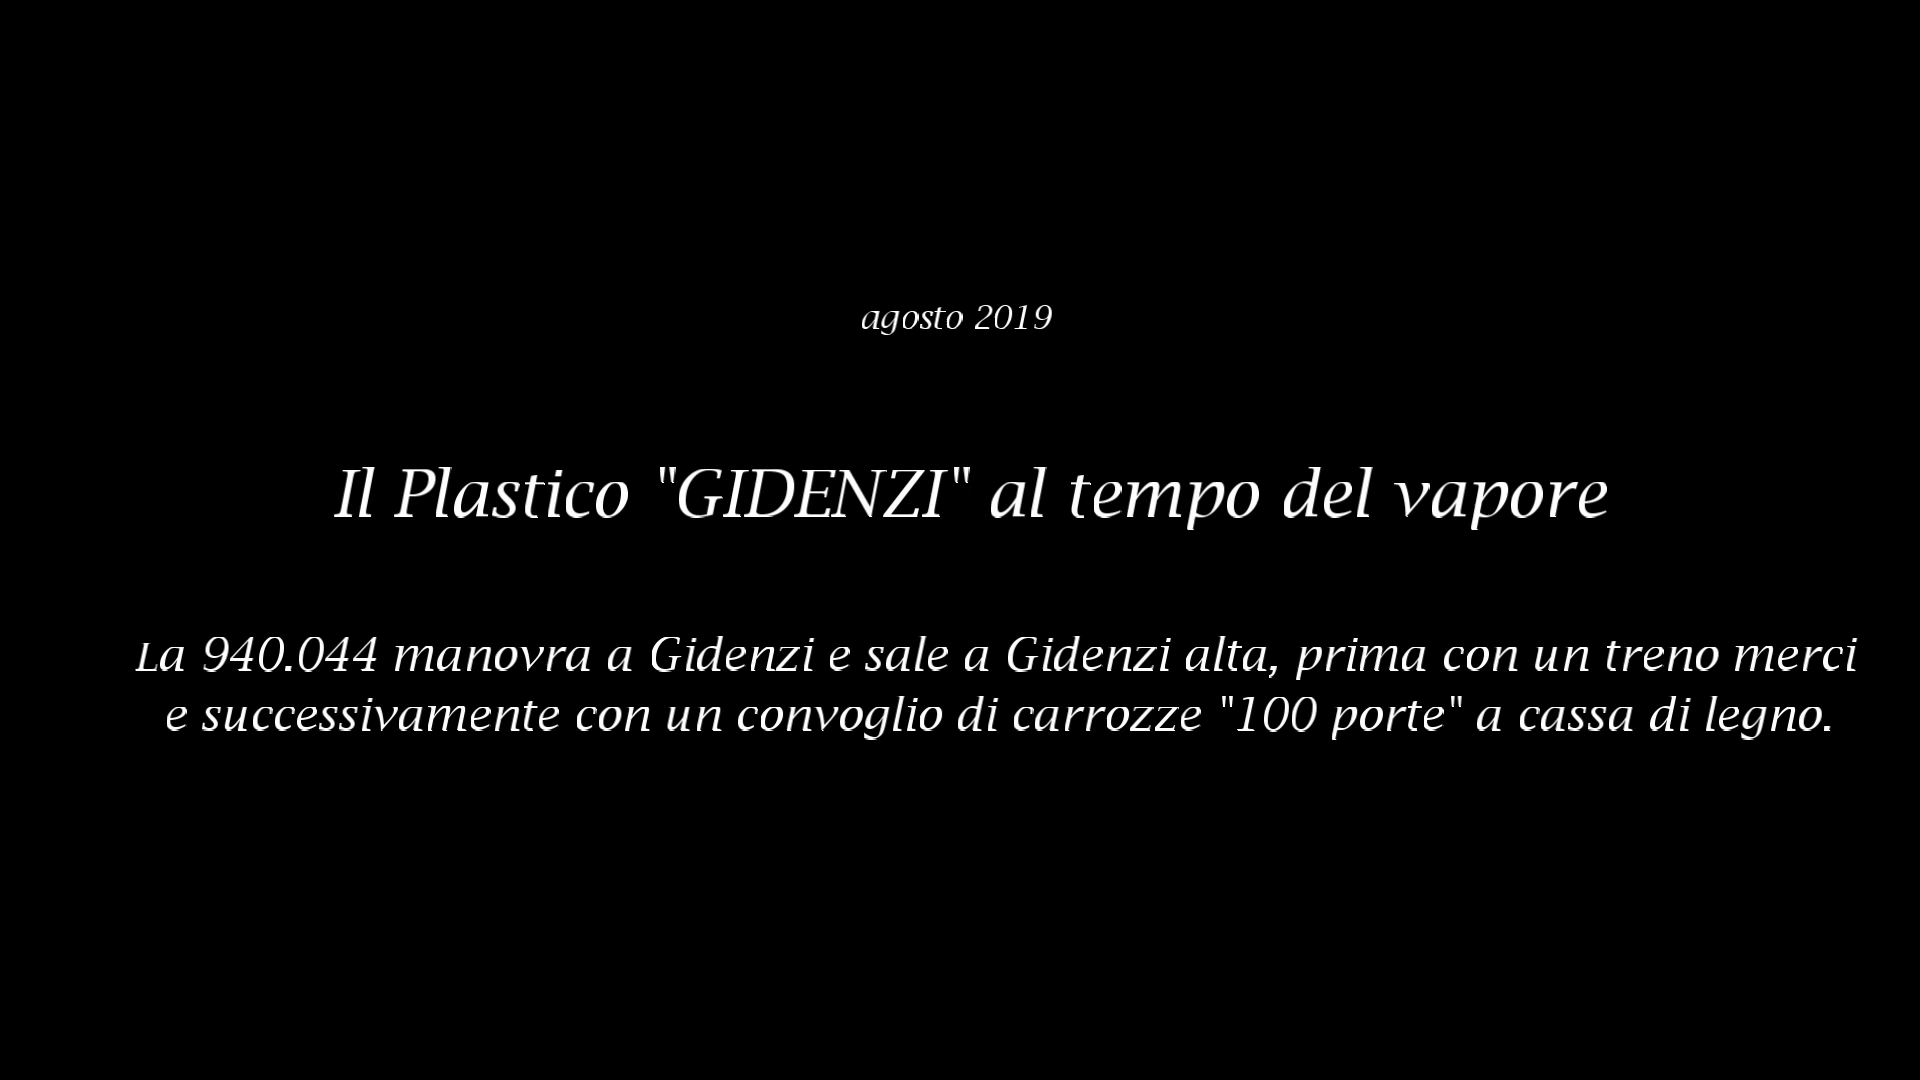 agosto 2019
Il Plastico "GIDENZI" al tempo del vapore
La 940.044 manovra a Gidenzi e sale a Gidenzi alta, prima con un treno merci
e successivamente con un convoglio di carrozze "100 porte" a cassa di legno.